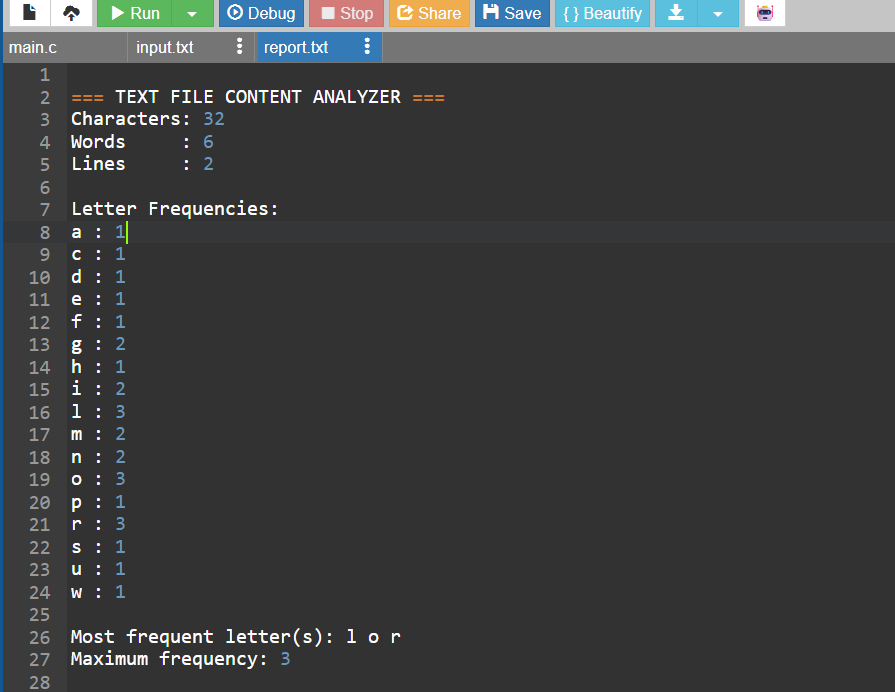 Run Debug Stop Share Save { } Beautify
main.c input.txt report.txt
1
2 === TEXT FILE CONTENT ANALYZER ===
3 Characters: 32
4 Words     : 6
5 Lines     : 2
6
7 Letter Frequencies:
8 a : 1
9 c : 1
10 d : 1
11 e : 1
12 f : 1
13 g : 2
14 h : 1
15 i : 2
16 l : 3
17 m : 2
18 n : 2
19 o : 3
20 p : 1
21 r : 3
22 s : 1
23 u : 1
24 w : 1
25
26 Most frequent letter(s): l o r
27 Maximum frequency: 3
28